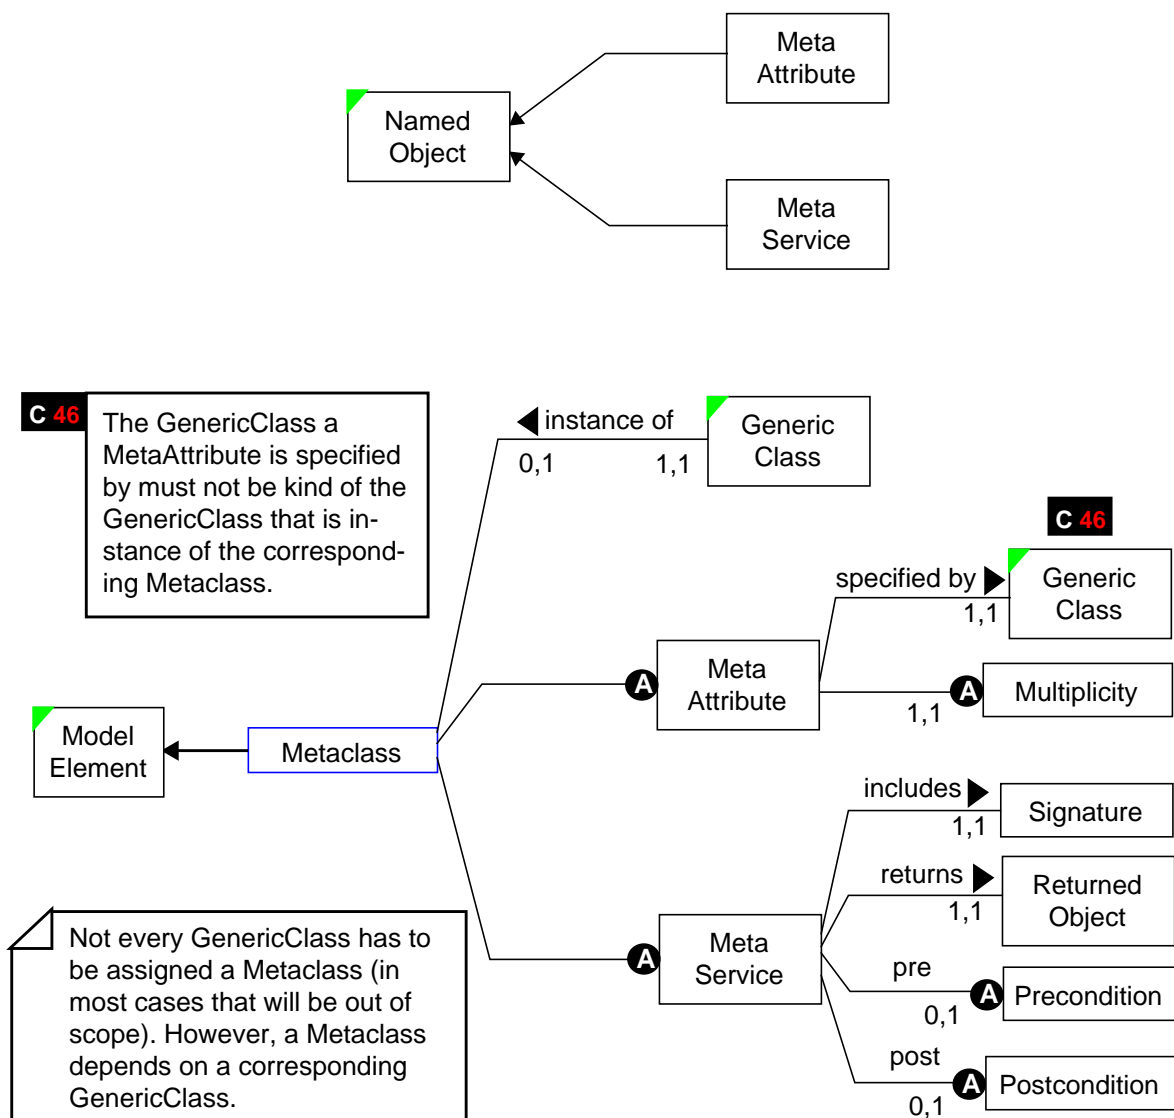 Meta
Attribute
Named
Object
Meta
Service
C 46
The GenericClass a
MetaAttribute is specified
by must not be kind of the
GenericClass that is in-
stance of the correspond-
ing Metaclass.
instance of
0,1
1,1
Generic
Class
C 46
specified by
1,1
Generic
Class
A
Meta
Attribute
1,1
A
Multiplicity
Model
Element
Metaclass
includes
1,1
Signature
returns
1,1
Returned
Object
A
Meta
Service
pre
0,1
A
Precondition
post
0,1
A
Postcondition
Not every GenericClass has to
be assigned a Metaclass (in
most cases that will be out of
scope). However, a Metaclass
depends on a corresponding
GenericClass.